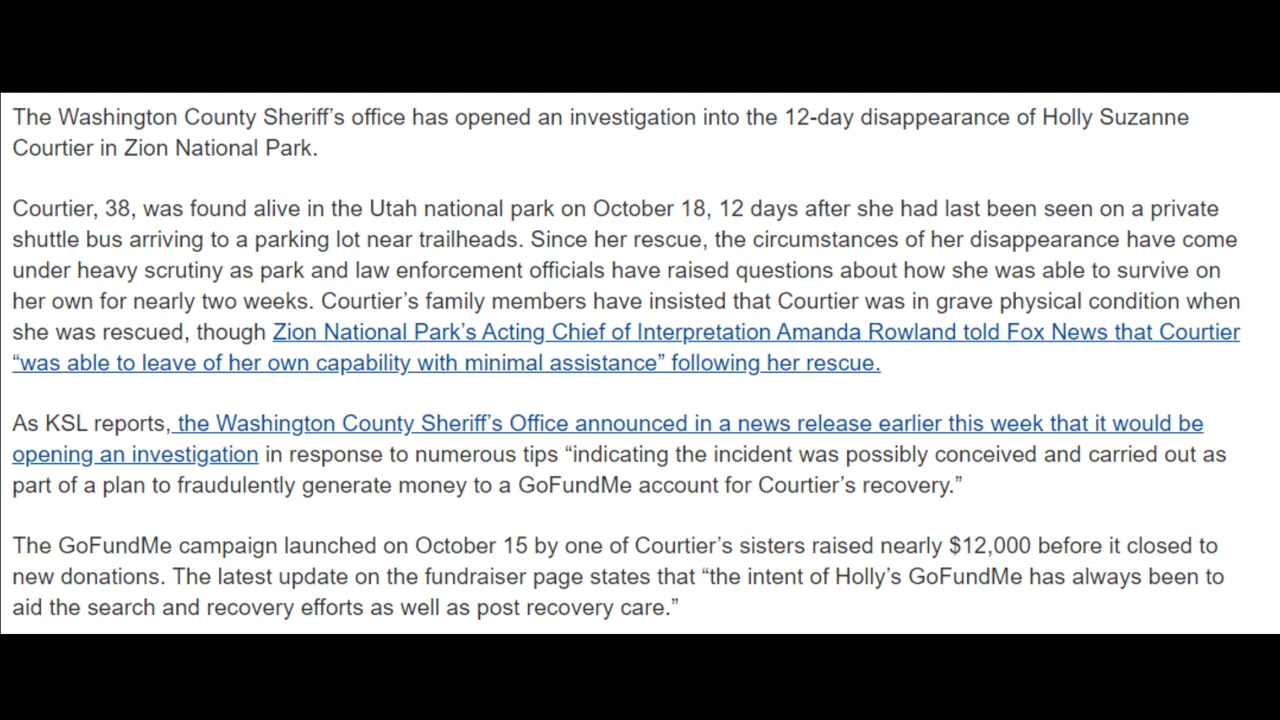 The Washington County Sheriff’s office has opened an investigation into the 12-day disappearance of Holly Suzanne
Courtier in Zion National Park.
Courtier, 38, was found alive in the Utah national park on October 18, 12 days after she had last been seen on a private
shuttle bus arriving to a parking lot near trailheads. Since her rescue, the circumstances of her disappearance have come
under heavy scrutiny as park and law enforcement officials have raised questions about how she was able to survive on
her own for nearly two weeks. Courtier’s family members have insisted that Courtier was in grave physical condition when
she was rescued, though Zion National Park’s Acting Chief of Interpretation Amanda Rowland told Fox News that Courtier
“was able to leave of her own capability with minimal assistance” following her rescue.
As KSL reports, the Washington County Sheriff’s Office announced in a news release earlier this week that it would be
opening an investigation in response to numerous tips “indicating the incident was possibly conceived and carried out as
part of a plan to fraudulently generate money to a GoFundMe account for Courtier’s recovery.”
The GoFundMe campaign launched on October 15 by one of Courtier’s sisters raised nearly $12,000 before it closed to
new donations. The latest update on the fundraiser page states that “the intent of Holly’s GoFundMe has always been to
aid the search and recovery efforts as well as post recovery care.”